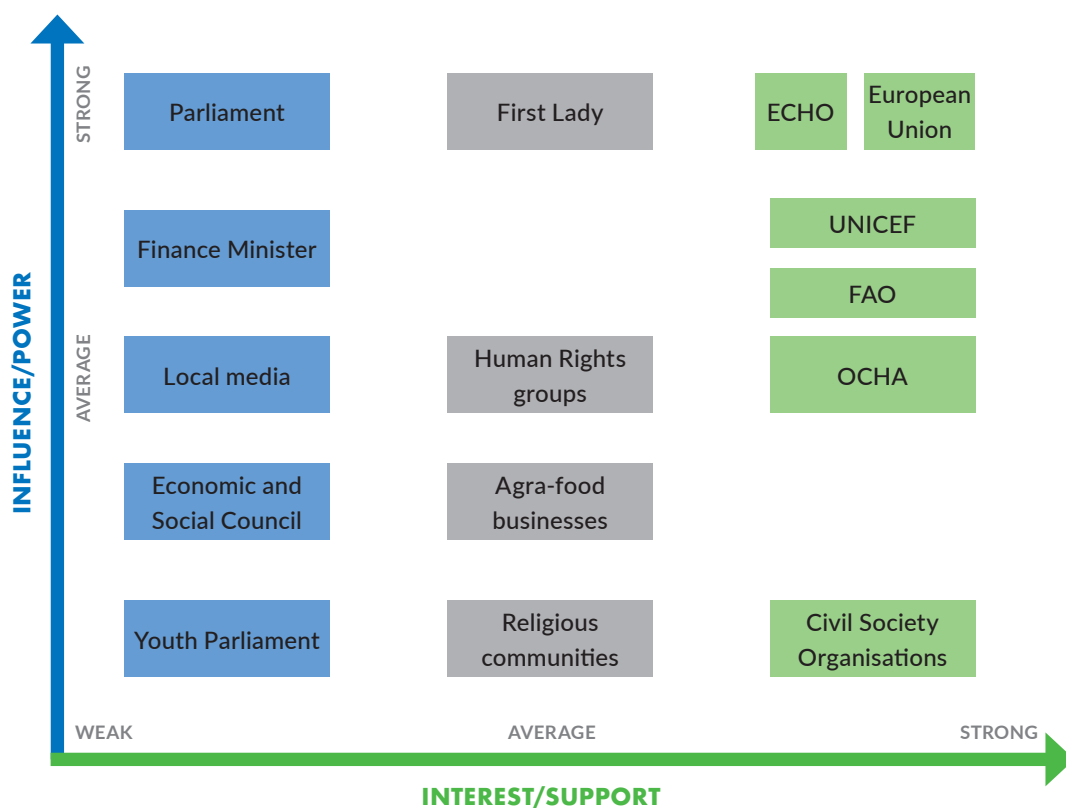 STRONG
Parliament
First Lady
ECHO
European
Union
Finance Minister
UNICEF
FAO
INFLUENCE/POWER
AVERAGE
Local media
Human Rights
groups
OCHA
Economic and
Social Council
Agra-food
businesses
Youth Parliament
Religious
communities
Civil Society
Organisations
WEAK
AVERAGE
STRONG
INTEREST/SUPPORT